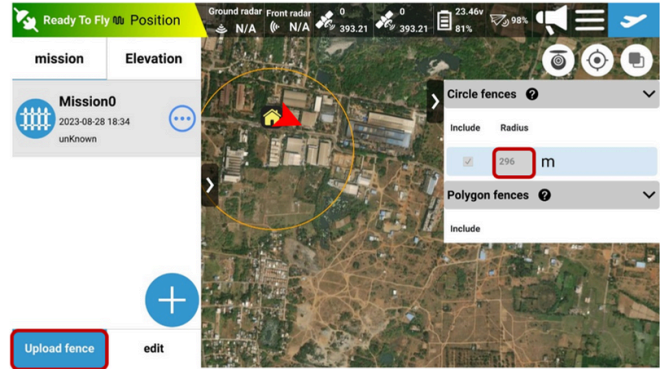 Ready To Fly Position
Ground radar
N/A
Front radar
N/A
0
393.21
0
393.21
23.46v
81%
98%
mission
Elevation
Mission0
2023-08-28 18:34
unKnown
Circle fences ?
Include Radius
296 m
Polygon fences ?
Include
Upload fence
edit